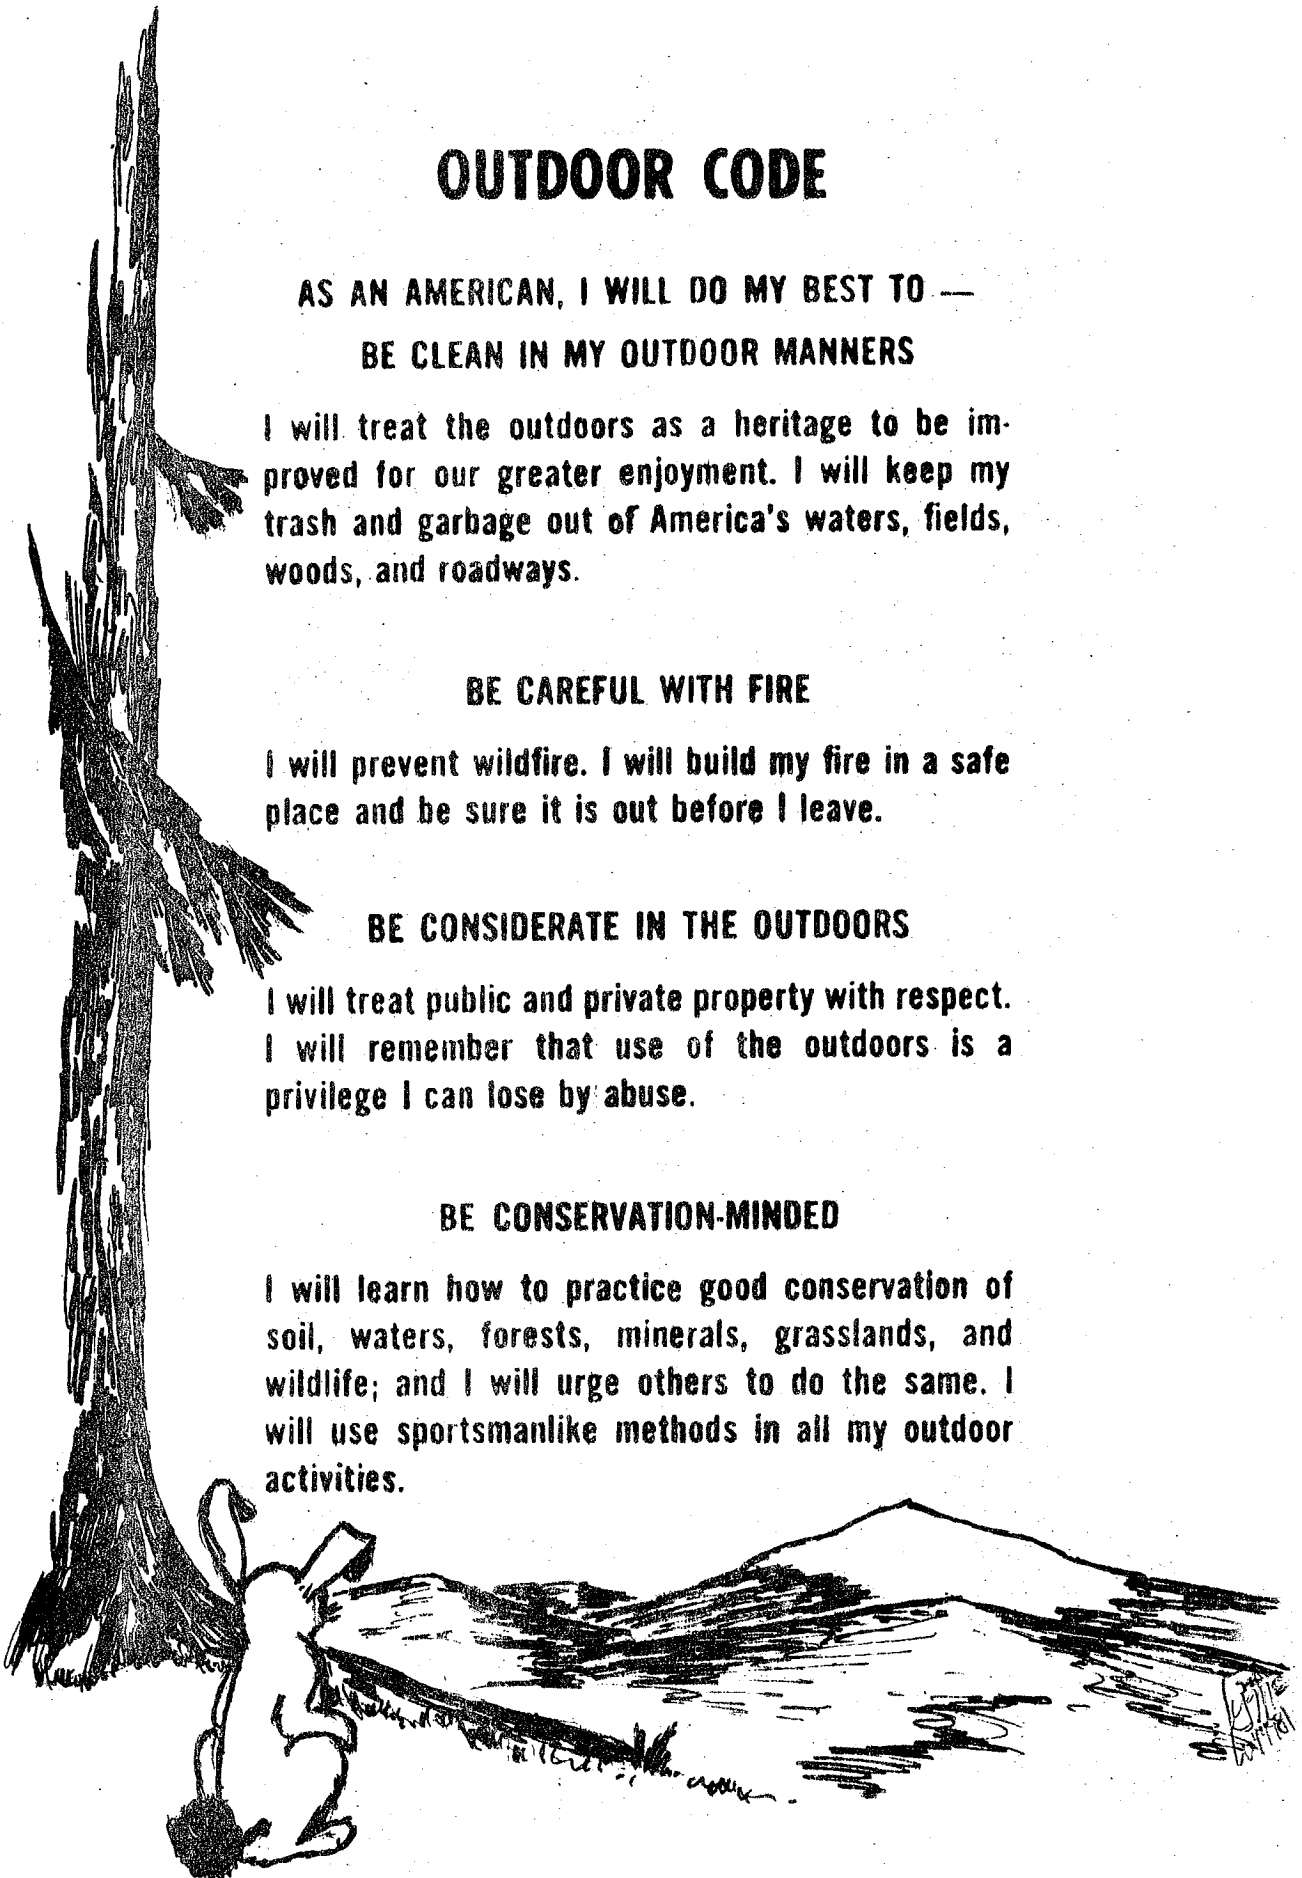 OUTDOOR CODE
AS AN AMERICAN, I WILL DO MY BEST TO —
BE CLEAN IN MY OUTDOOR MANNERS
I will treat the outdoors as a heritage to be im-
proved for our greater enjoyment. I will keep my
trash and garbage out of America's waters, fields,
woods, and roadways.
BE CAREFUL WITH FIRE
I will prevent wildfire. I will build my fire in a safe
place and be sure it is out before I leave.
BE CONSIDERATE IN THE OUTDOORS
I will treat public and private property with respect.
I will remember that use of the outdoors is a
privilege I can lose by abuse.
BE CONSERVATION-MINDED
I will learn how to practice good conservation of
soil, waters, forests, minerals, grasslands, and
wildlife; and I will urge others to do the same. I
will use sportsmanlike methods in all my outdoor
activities.